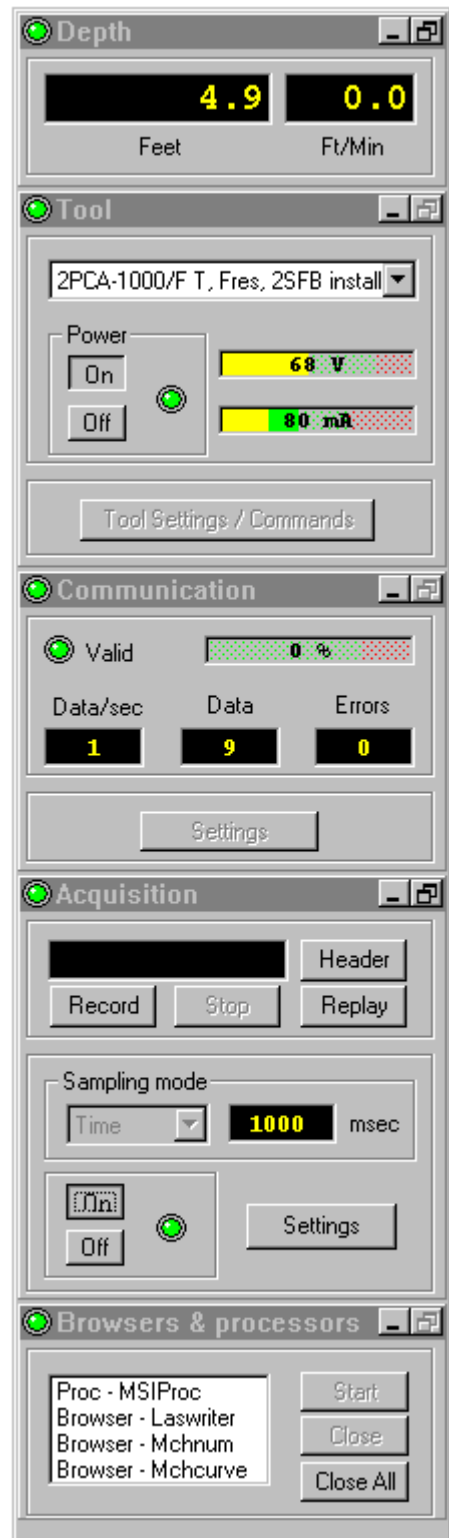 Depth
4.9 0.0
Feet Ft/Min
Tool
2PCA-1000/F T, Fres, 2SFB install
Power
On
68 V
Off
80 mA
Tool Settings / Commands
Communication
Valid 0 %
Data/sec Data Errors
1 9 0
Settings
Acquisition
Header
Record Stop Replay
Sampling mode
Time 1000 msec
On
Off
Settings
Browsers & processors
Proc - MSIProc
Browser - Laswriter
Browser - Mchnum
Browser - Mchcurve
Start
Close
Close All